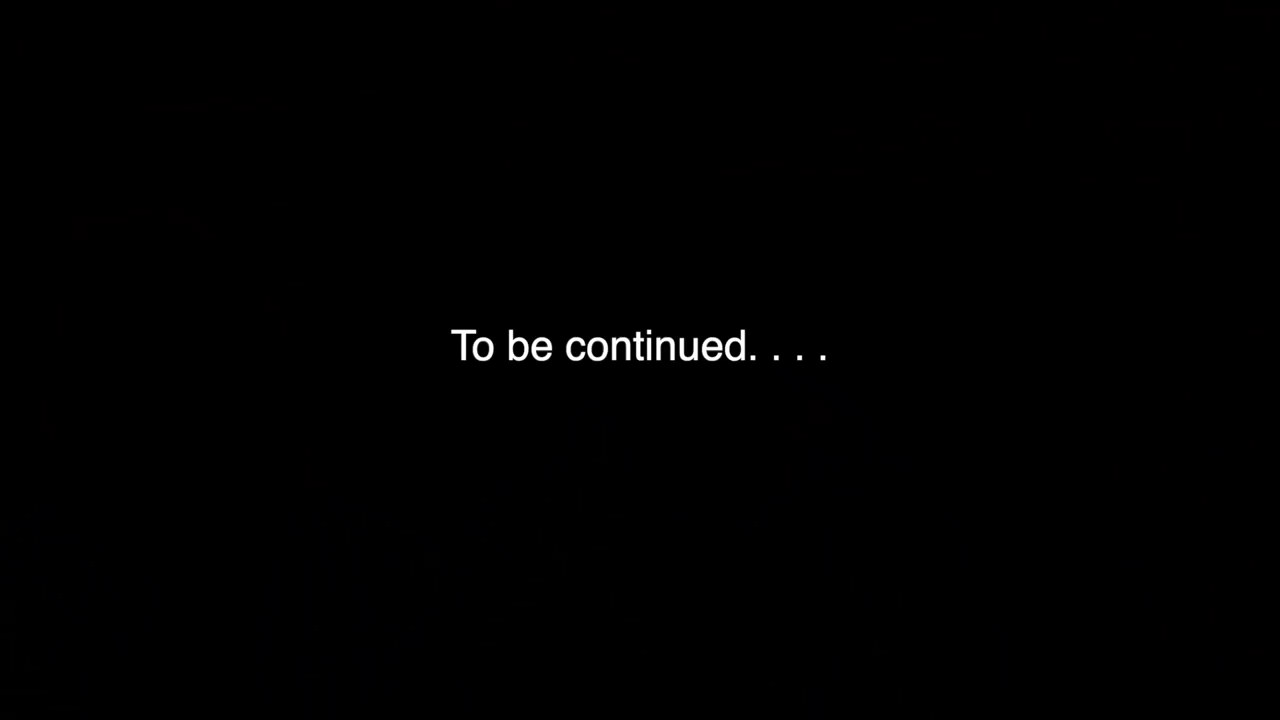 To be continued. . . .